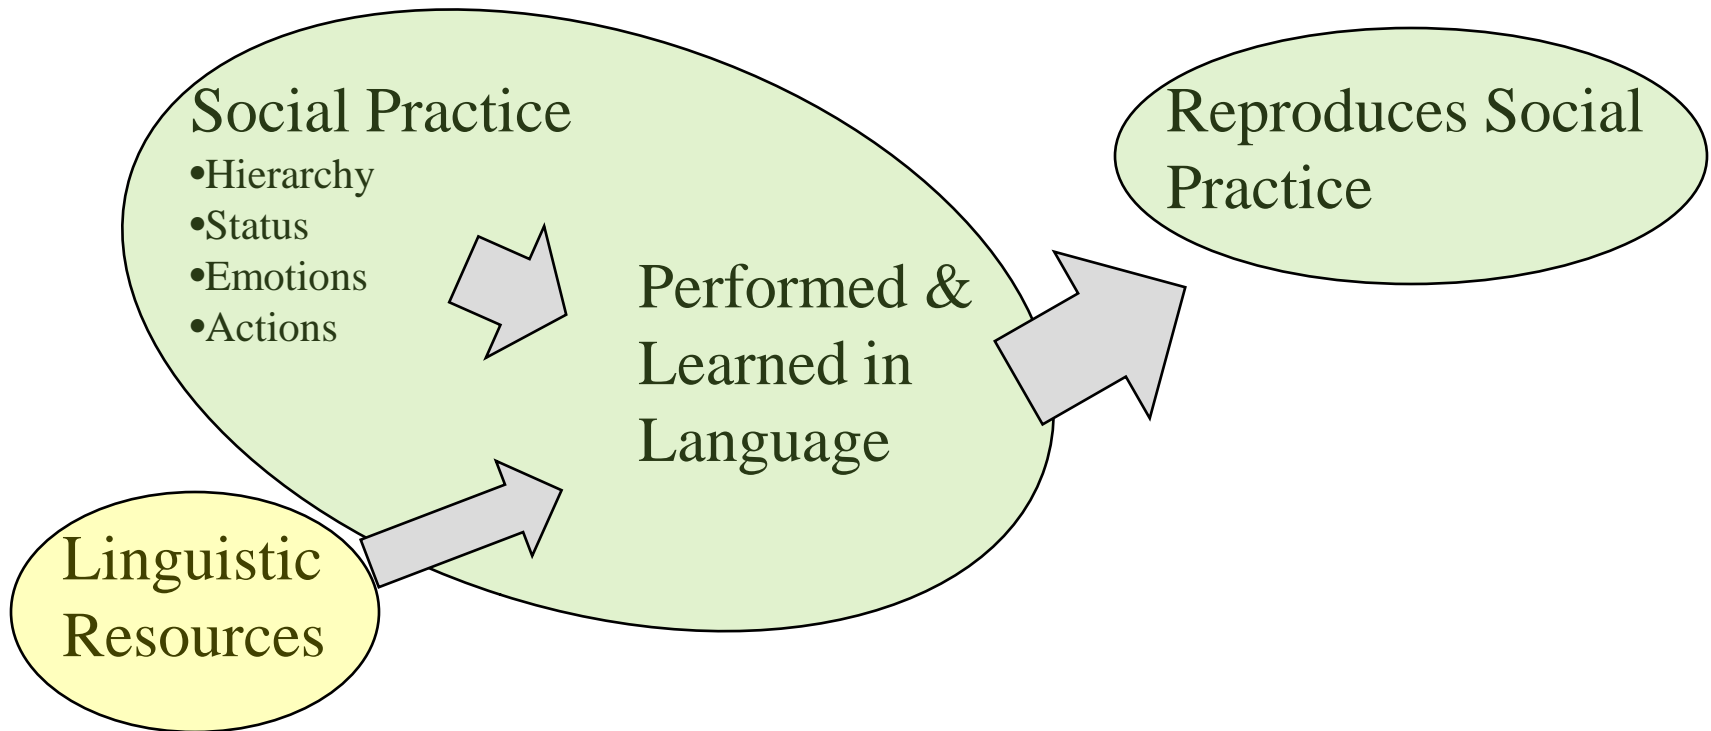 Social Practice
•Hierarchy
•Status
•Emotions
•Actions
Performed &
Learned in
Language
Reproduces Social
Practice
Linguistic
Resources